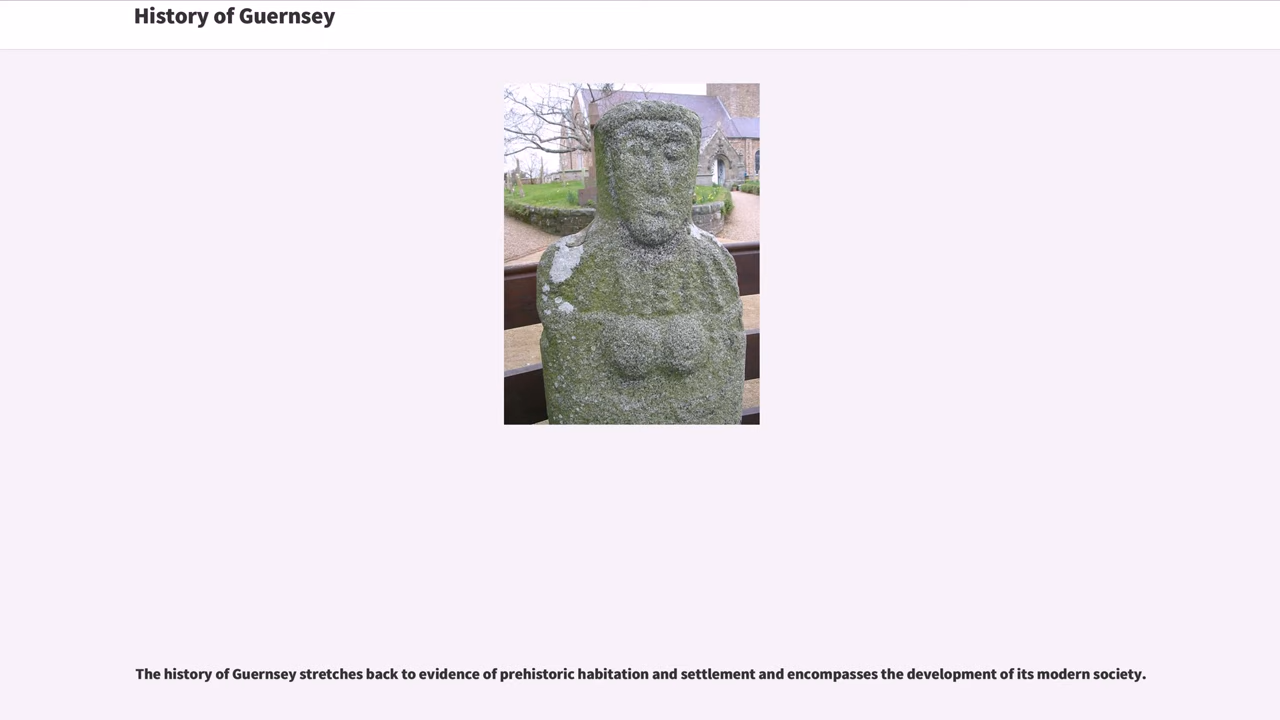 History of Guernsey
The history of Guernsey stretches back to evidence of prehistoric habitation and settlement and encompasses the development of its modern society.